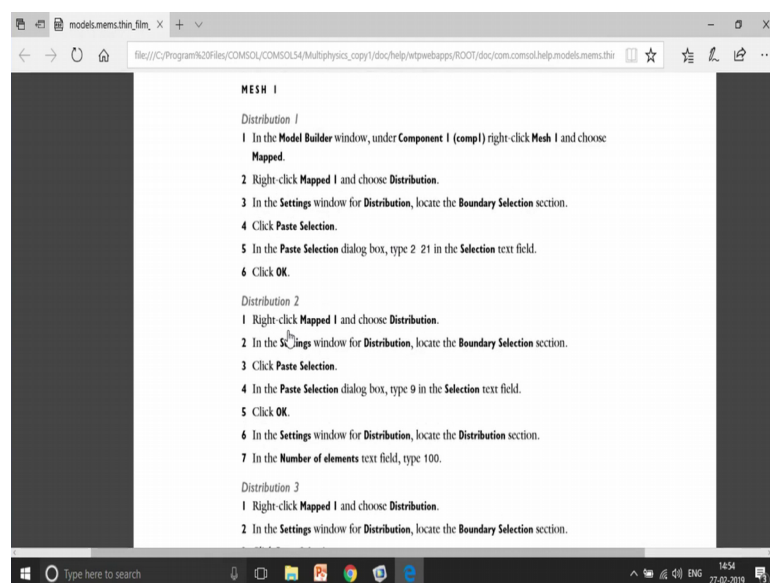 models.mems.thin_film_
file:///C:/Program%20Files/COMSOL/COMSOL54/Multiphysics_copy1/doc/help/wtpwebapps/ROOT/doc/com.comsol.help.models.mems.thir
MESH 1
Distribution 1
1 In the Model Builder window, under Component 1 (comp1) right-click Mesh 1 and choose
Mapped.
2 Right-click Mapped 1 and choose Distribution.
3 In the Settings window for Distribution, locate the Boundary Selection section.
4 Click Paste Selection.
5 In the Paste Selection dialog box, type 2 21 in the Selection text field.
6 Click OK.
Distribution 2
1 Right-click Mapped 1 and choose Distribution.
2 In the Settings window for Distribution, locate the Boundary Selection section.
3 Click Paste Selection.
4 In the Paste Selection dialog box, type 9 in the Selection text field.
5 Click OK.
6 In the Settings window for Distribution, locate the Distribution section.
7 In the Number of elements text field, type 100.
Distribution 3
1 Right-click Mapped 1 and choose Distribution.
2 In the Settings window for Distribution, locate the Boundary Selection section.
Type here to search
ENG
14:54
27-02-2019